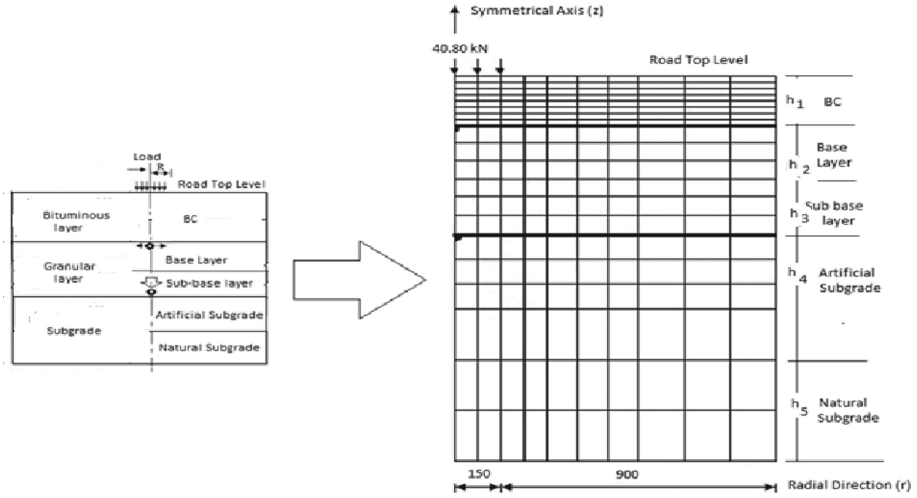 Load
R
Road Top Level
Bituminous
layer
BC
Granular
layer
Base Layer
Sub-base layer
Subgrade
Artificial Subgrade
Natural Subgrade
Symmetrical Axis (z)
40.80 kN
Road Top Level
h1 BC
h2 Base
Layer
h3 Sub base
layer
h4 Artificial
Subgrade
h5 Natural
Subgrade
150
900
Radial Direction (r)